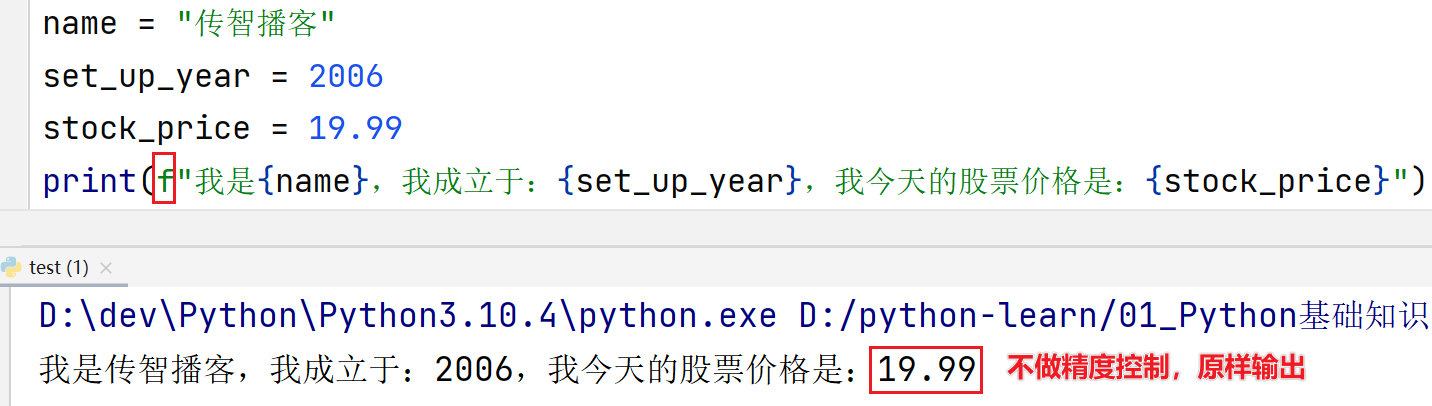 name = "传智播客"
set_up_year = 2006
stock_price = 19.99
print(f"我是{name}，我成立于：{set_up_year}，我今天的股票价格是：{stock_price}")
test (1) ×
D:\dev\Python\Python3.10.4\python.exe D:/python-learn/01_Python基础知识
我是传智播客，我成立于：2006，我今天的股票价格是：19.99 不做精度控制，原样输出